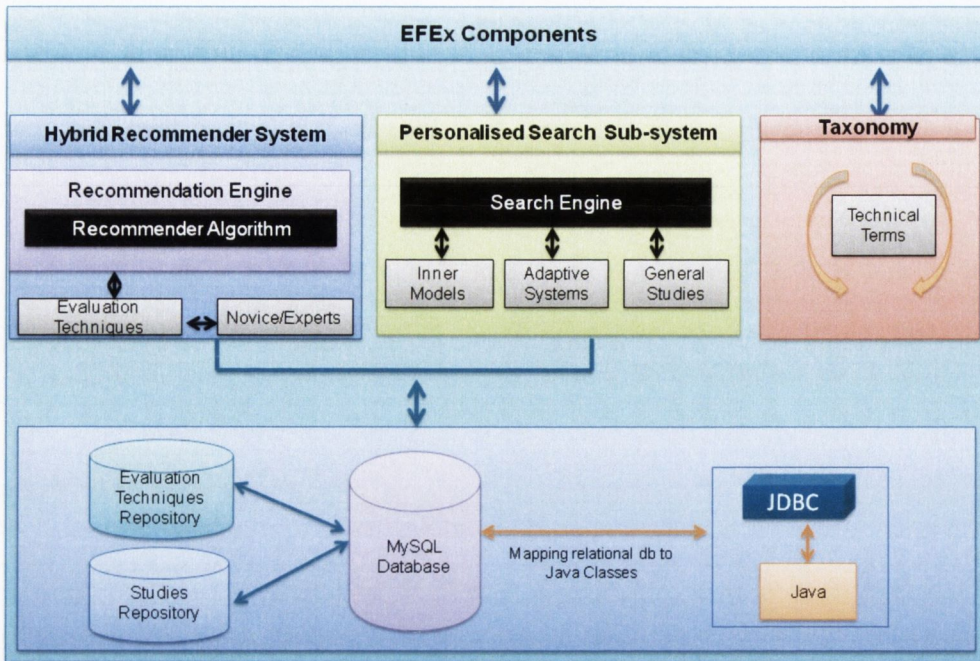 EFEx Components
Hybrid Recommender System
Recommendation Engine
Recommender Algorithm
Evaluation
Techniques
Novice/Experts
Personalised Search Sub-system
Search Engine
Inner
Models
Adaptive
Systems
General
Studies
Taxonomy
Technical
Terms
Evaluation
Techniques
Repository
Studies
Repository
MySQL
Database
Mapping relational db to
Java Classes
JDBC
Java